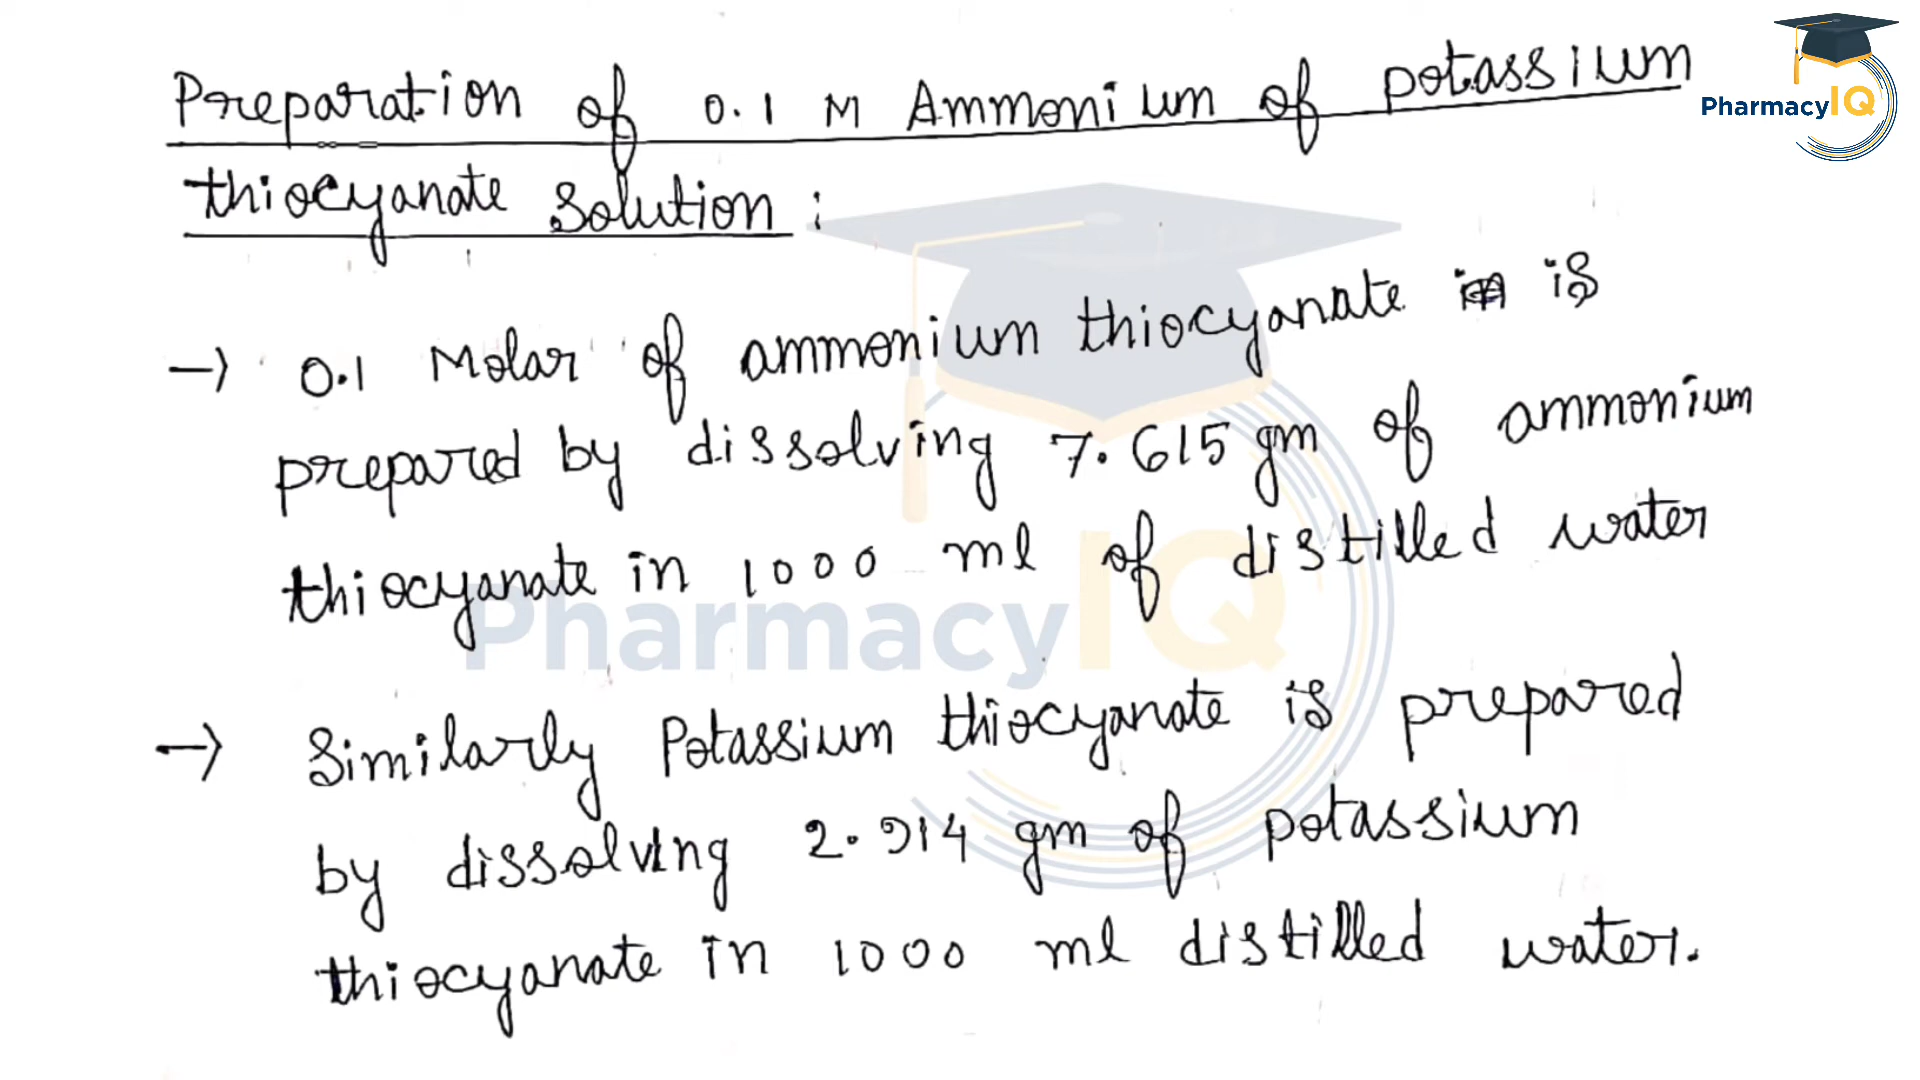 Preparation of 0.1 M Ammonium of potassium
PharmacyIQ
thiocyanate solution :
→ 0.1 Molar of ammonium thiocyanate is
prepared by dissolving 7.615 gm of ammonium
thiocyanate in 1000 ml of distilled water
PharmacyIQ
→ Similarly Potassium thiocyanate is prepared
by dissolving 2.914 gm of potassium
thiocyanate in 1000 ml distilled water.